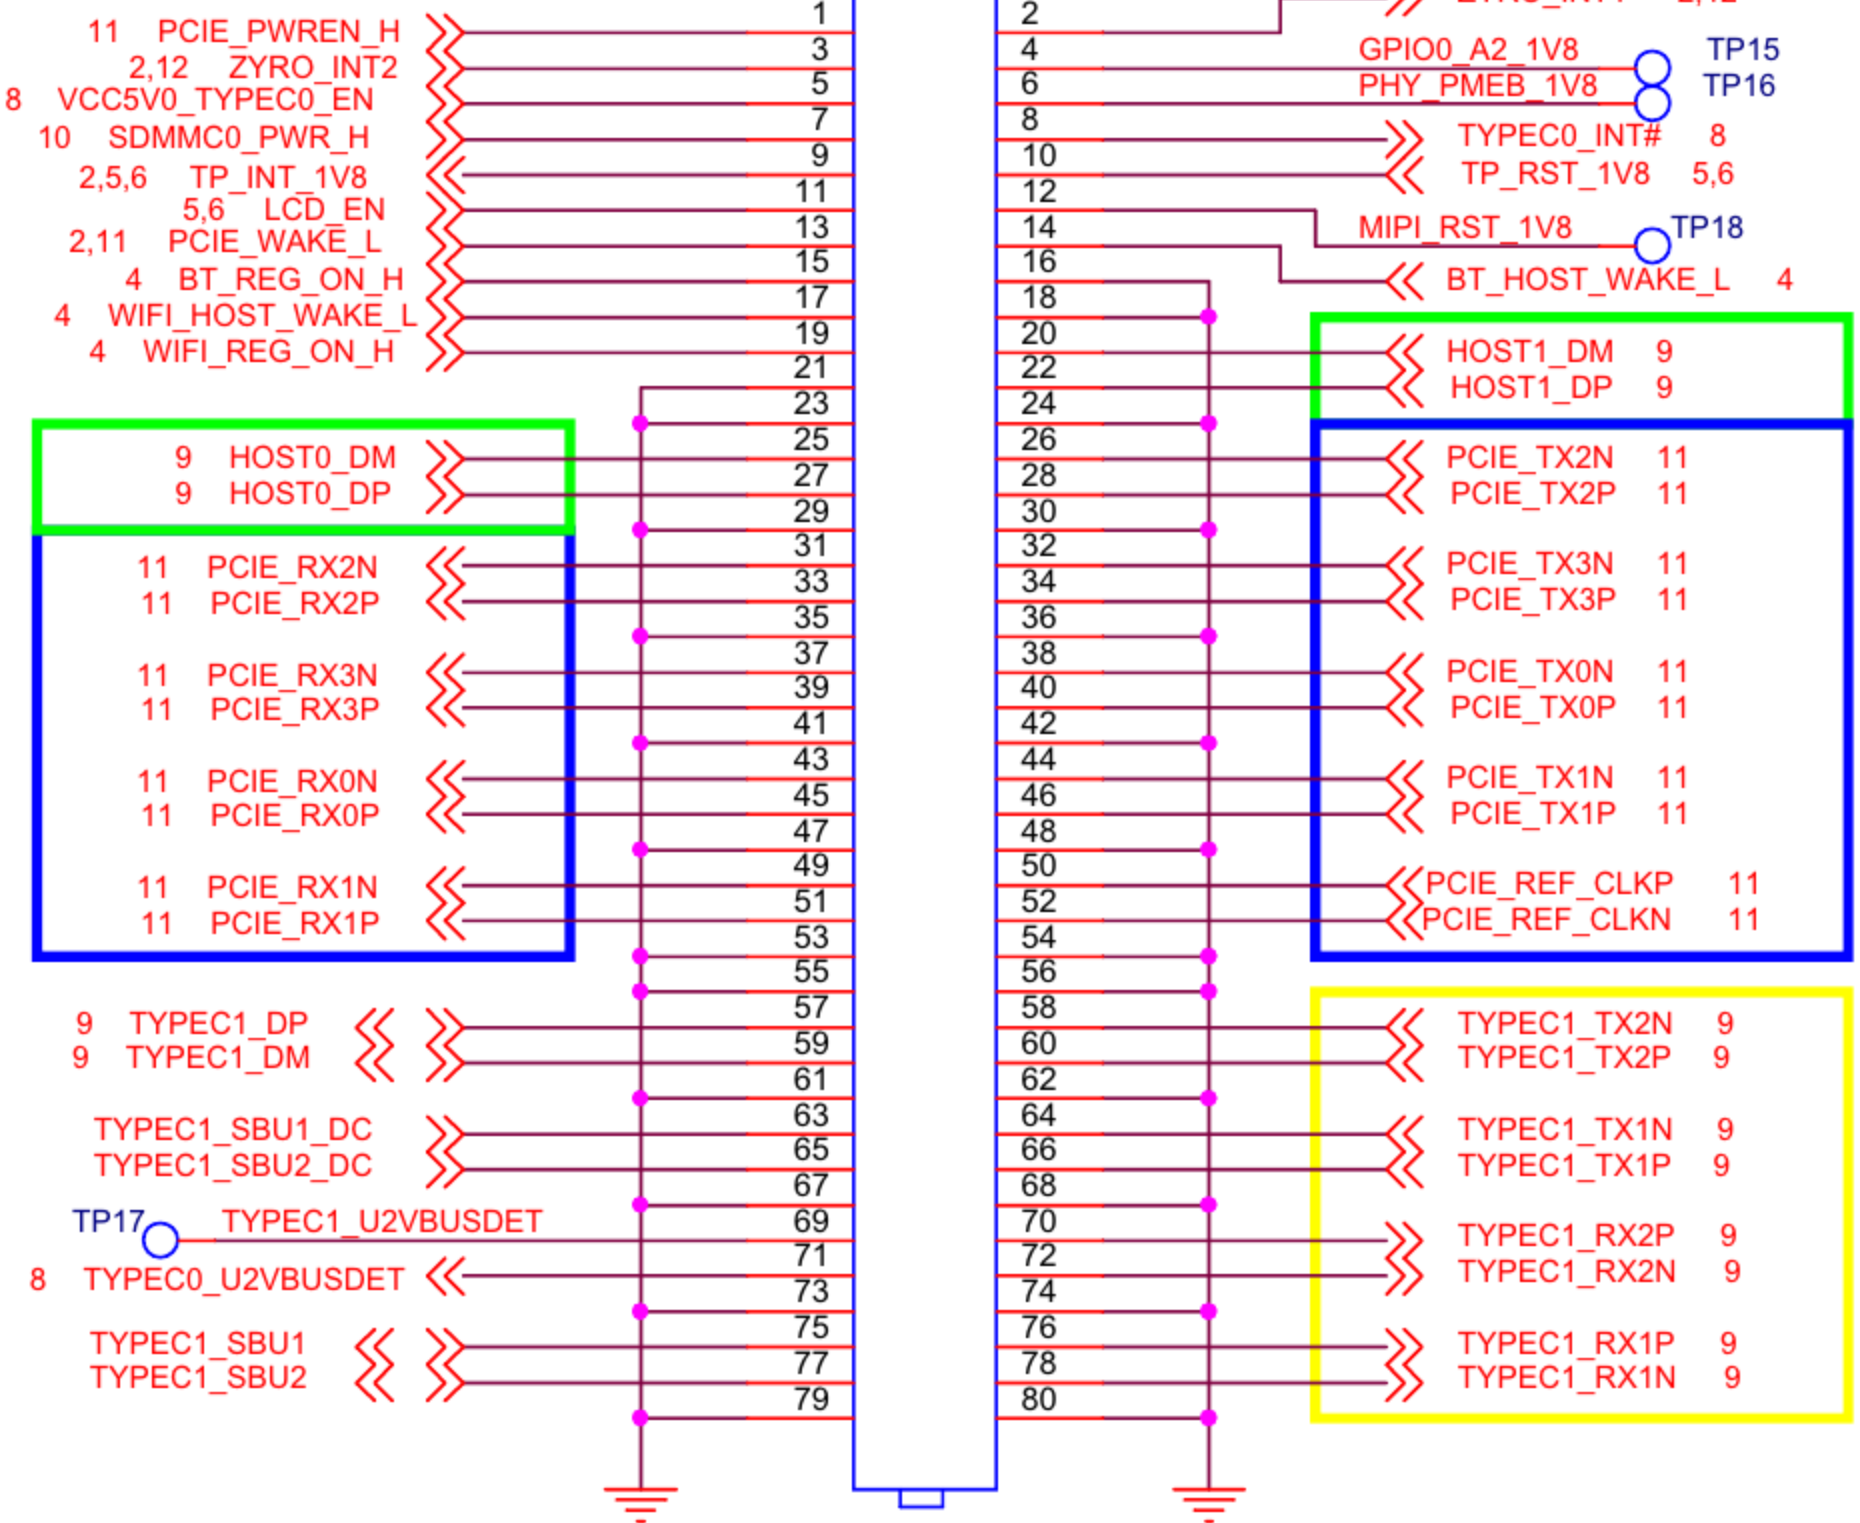 1 2
11 PCIE_PWREN_H
3 4 GPIO0_A2_1V8 TP15
2,12 ZYRO_INT2
5 6 PHY_PMEB_1V8 TP16
8 VCC5V0_TYPEC0_EN
7 8 TYPEC0_INT# 8
10 SDMMC0_PWR_H
9 10 TP_RST_1V8 5,6
2,5,6 TP_INT_1V8
11 12
5,6 LCD_EN
13 14 MIPI_RST_1V8 TP18
2,11 PCIE_WAKE_L
15 16 BT_HOST_WAKE_L 4
4 BT_REG_ON_H
17 18
4 WIFI_HOST_WAKE_L
19 20 HOST1_DM 9
4 WIFI_REG_ON_H
21 22 HOST1_DP 9
23 24
25 26
9 HOST0_DM PCIE_TX2N 11
27 28
9 HOST0_DP PCIE_TX2P 11
29 30
31 32
11 PCIE_RX2N PCIE_TX3N 11
33 34
11 PCIE_RX2P PCIE_TX3P 11
35 36
37 38
11 PCIE_RX3N PCIE_TX0N 11
39 40
11 PCIE_RX3P PCIE_TX0P 11
41 42
43 44
11 PCIE_RX0N PCIE_TX1N 11
45 46
11 PCIE_RX0P PCIE_TX1P 11
47 48
49 50
11 PCIE_RX1N PCIE_REF_CLKP 11
51 52
11 PCIE_RX1P PCIE_REF_CLKN 11
53 54
55 56
57 58
9 TYPEC1_DP TYPEC1_TX2N 9
59 60
9 TYPEC1_DM TYPEC1_TX2P 9
61 62
63 64
TYPEC1_SBU1_DC TYPEC1_TX1N 9
65 66
TYPEC1_SBU2_DC TYPEC1_TX1P 9
67 68
TP17 TYPEC1_U2VBUSDET 69 70 TYPEC1_RX2P 9
71 72
8 TYPEC0_U2VBUSDET TYPEC1_RX2N 9
73 74
75 76
TYPEC1_SBU1 TYPEC1_RX1P 9
77 78
TYPEC1_SBU2 TYPEC1_RX1N 9
79 80